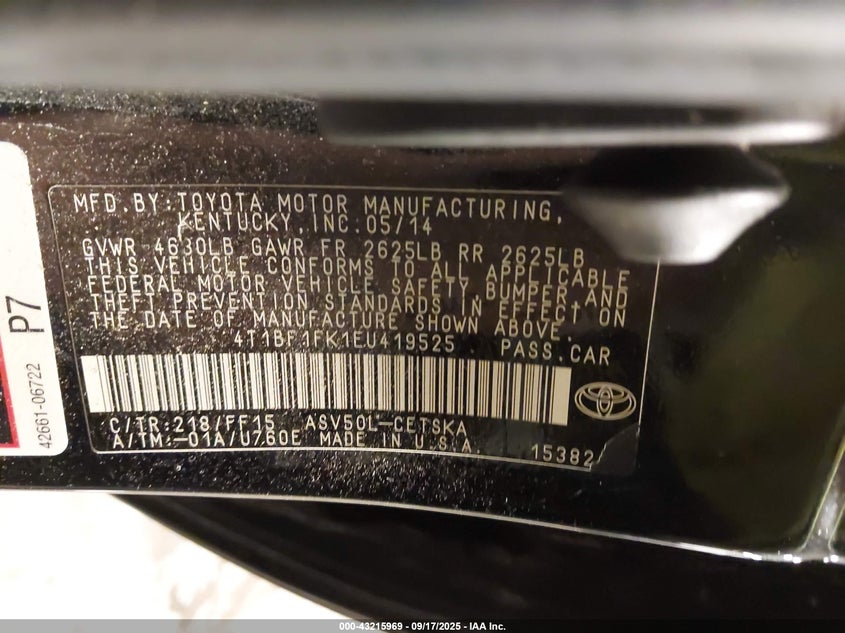 MFD.BY:TOYOTA MOTOR MANUFACTURING,
KENTUCKY,INC.05/14
GVWR 4630LB GAWR FR 2625LB RR 2625LB
THIS VEHICLE CONFORMS TO ALL APPLICABLE
FEDERAL MOTOR VEHICLE SAFETY,BUMPER,AND
THEFT PREVENTION STANDARDS IN EFFECT ON
THE DATE OF MANUFACTURE SHOWN ABOVE.
4T1BF1FK1EU419525 PASS.CAR
C/TR:218/FF15 ASV50L-CETSKA
A/TM:-01A/U760E MADE IN U.S.A.
15382
P7
42661-06722
000-43215969 - 09/17/2025 - IAA Inc.